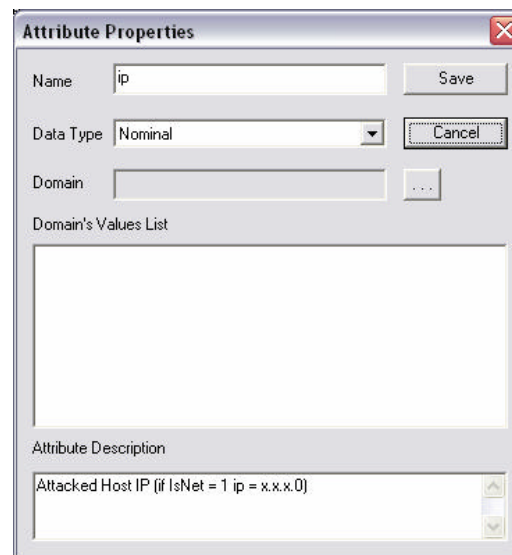 Attribute Properties
Name ip Save
Data Type Nominal Cancel
Domain ...
Domain's Values List
Attribute Description
Attacked Host IP (if IsNet = 1 ip = x.x.x.0)